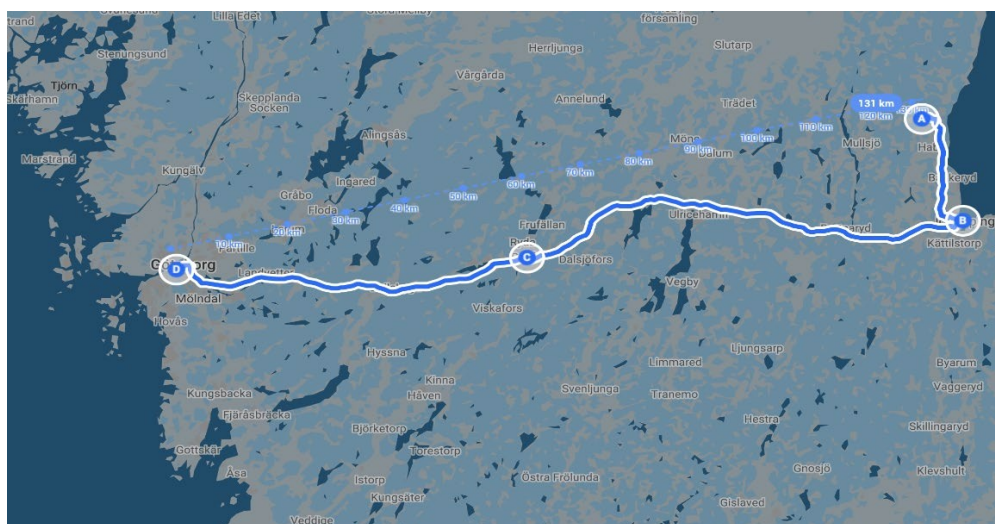 församling
Lilla Edet
Stenungsund
Herrljunga
Slutarp
Vårgårda
Tjörn
Skepplanda
Socken
Annelund
Trädet
131 km
A
120 km
110 km
Alingsås
100 km
Mullsjö
Marstrand
90 km
Dalum
80 km
Kungälv
70 km
60 km
Ingared
Gråbo
50 km
40 km
Floda
30 km
20 km
Ulricehamn
B
Frufällan
10 km
Kättilstorp
C
Dalsjöfors
D
Landvetter
Vegby
Mölndal
Viskafors
Hovås
Hyssna
Ljungsarp
Limmared
Byarum
Kinna
Vaggeryd
Kungsbacka
Svenljunga
Tranemo
Håven
Fjäråsbräcka
Hestra
Björketorp
Skillingaryd
Gottskär
Torestorp
Åsa
Gnosjö
Klevshult
Istorp
Östra Frölunda
Kungsäter
Gislaved
Veddige